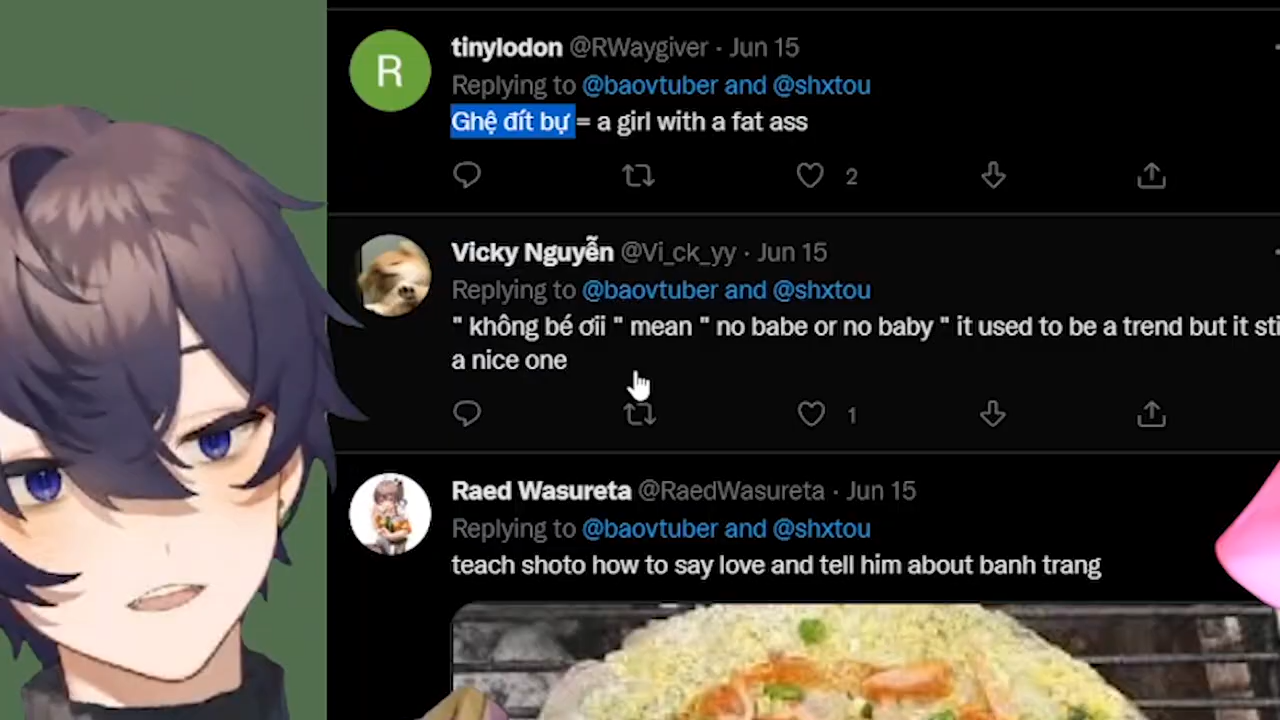 R
tinylodon @RWaygiver · Jun 15
Replying to @baovtuber and @shxtou
Ghệ đít bự = a girl with a fat ass
2
Vicky Nguyễn @Vi_ck_yy · Jun 15
Replying to @baovtuber and @shxtou
" không bé ơii " mean " no babe or no baby " it used to be a trend but it
a nice one
1
Raed Wasureta @RaedWasureta · Jun 15
Replying to @baovtuber and @shxtou
teach shoto how to say love and tell him about banh trang